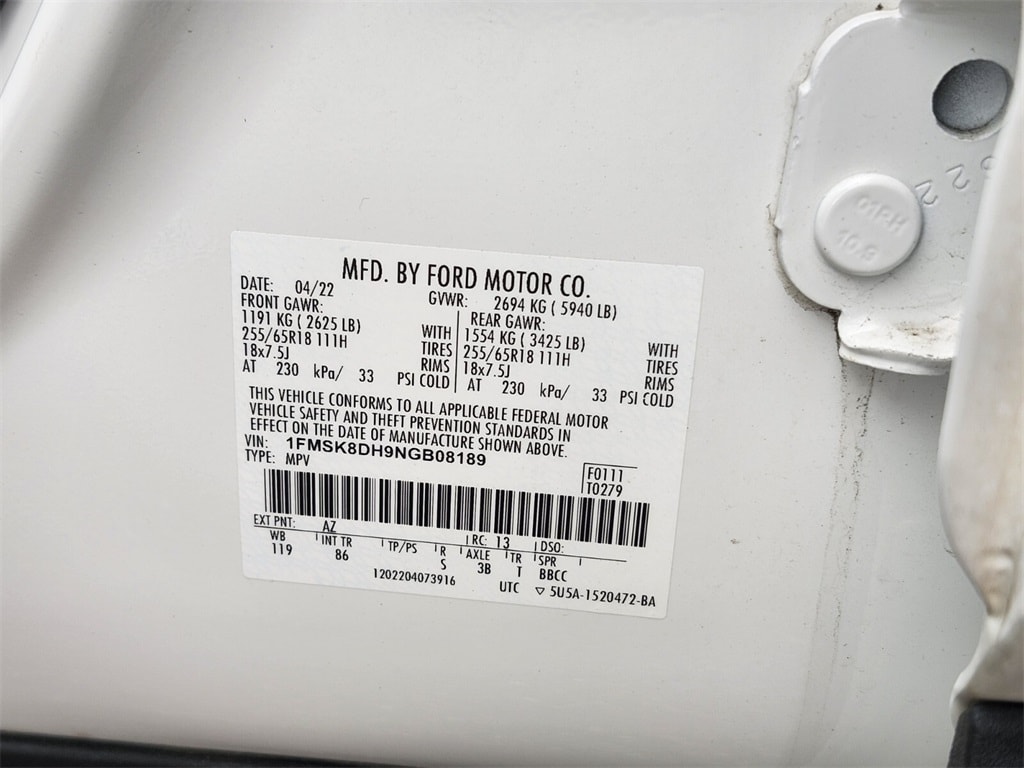 MFD. BY FORD MOTOR CO.
DATE: 04/22 GVWR: 2694 KG ( 5940 LB)
FRONT GAWR: REAR GAWR:
1191 KG ( 2625 LB) WITH 1554 KG ( 3425 LB) WITH
255/65R18 111H TIRES 255/65R18 111H TIRES
18x7.5J RIMS 18x7.5J RIMS
AT 230 kPa/ 33 PSI COLD AT 230 kPa/ 33 PSI COLD
THIS VEHICLE CONFORMS TO ALL APPLICABLE FEDERAL MOTOR
VEHICLE SAFETY AND THEFT PREVENTION STANDARDS IN
EFFECT ON THE DATE OF MANUFACTURE SHOWN ABOVE.
VIN: 1FMSK8DH9NGB08189
TYPE: MPV
F0111
T0279
EXT PNT: AZ RC: 13 DSO:
WB INT TR TP/PS R AXLE TR SPR
119 86 S 3B T BBCC
1202204073916 UTC ▽ 5U5A-1520472-BA
01RH
10.9
2 2